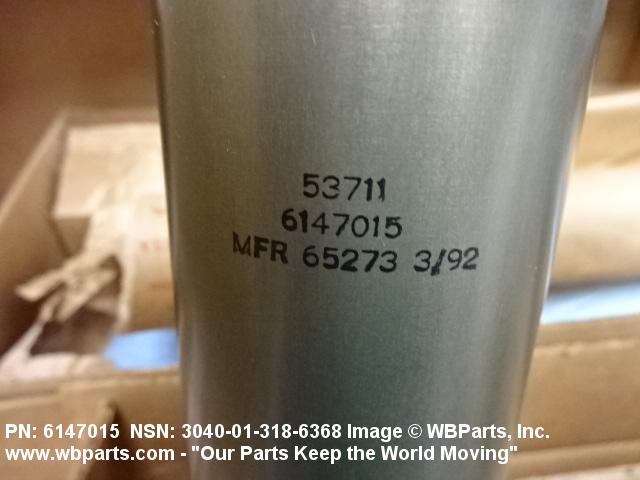 53711
6147015
MFR 65273 3/92
PN: 6147015 NSN: 3040-01-318-6368 Image © WBParts, Inc.
www.wbparts.com - "Our Parts Keep the World Moving"